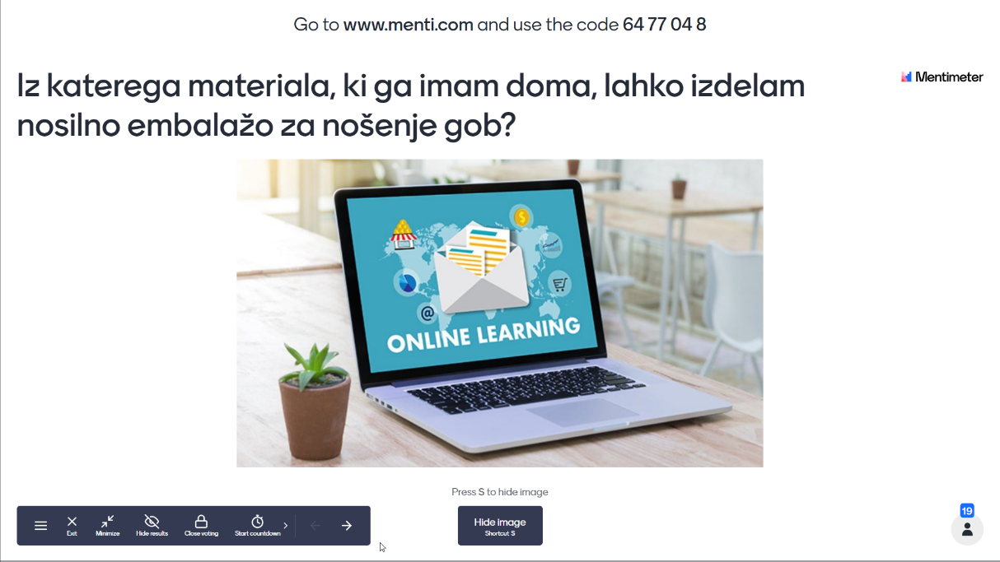 Go to www.menti.com and use the code 64 77 04 8
Iz katerega materiala, ki ga imam doma, lahko izdelam
nosilno embalažo za nošenje gob?
Mentimeter
$
@
ONLINE LEARNING
Press S to hide image
Hide image
Shortcut S
Exit
Minimize
Hide results
Close voting
Start countdown
19